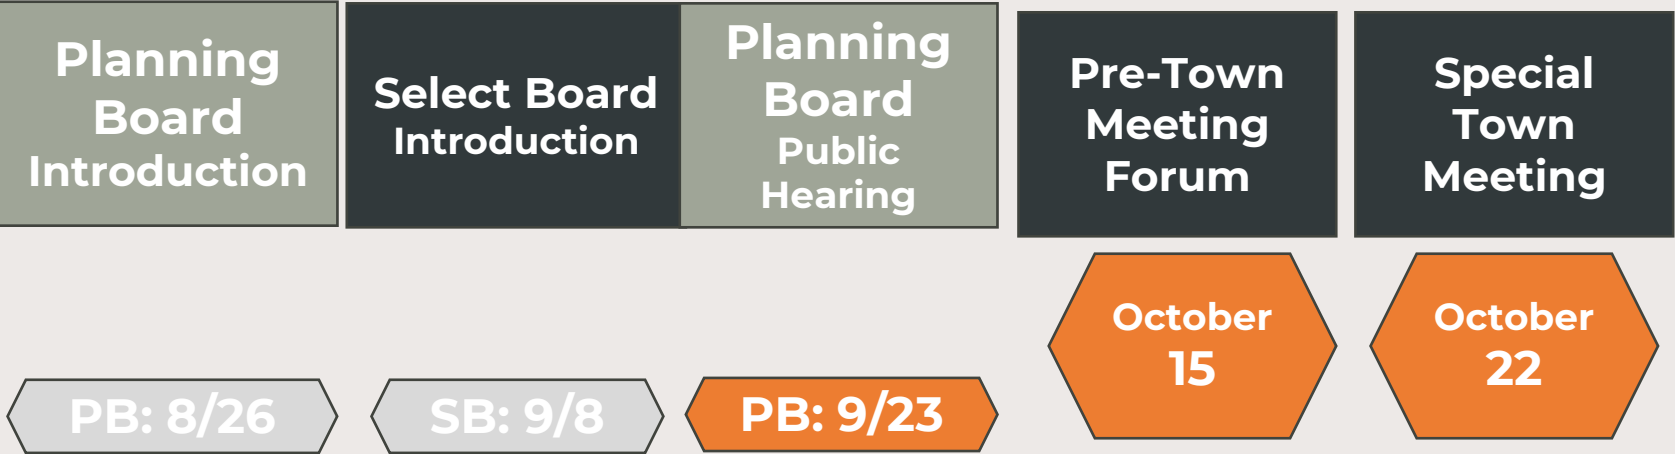 Planning
Board
Introduction
Select Board
Introduction
Planning
Board
Public
Hearing
Pre-Town
Meeting
Forum
Special
Town
Meeting
PB: 8/26
SB: 9/8
PB: 9/23
October
15
October
22